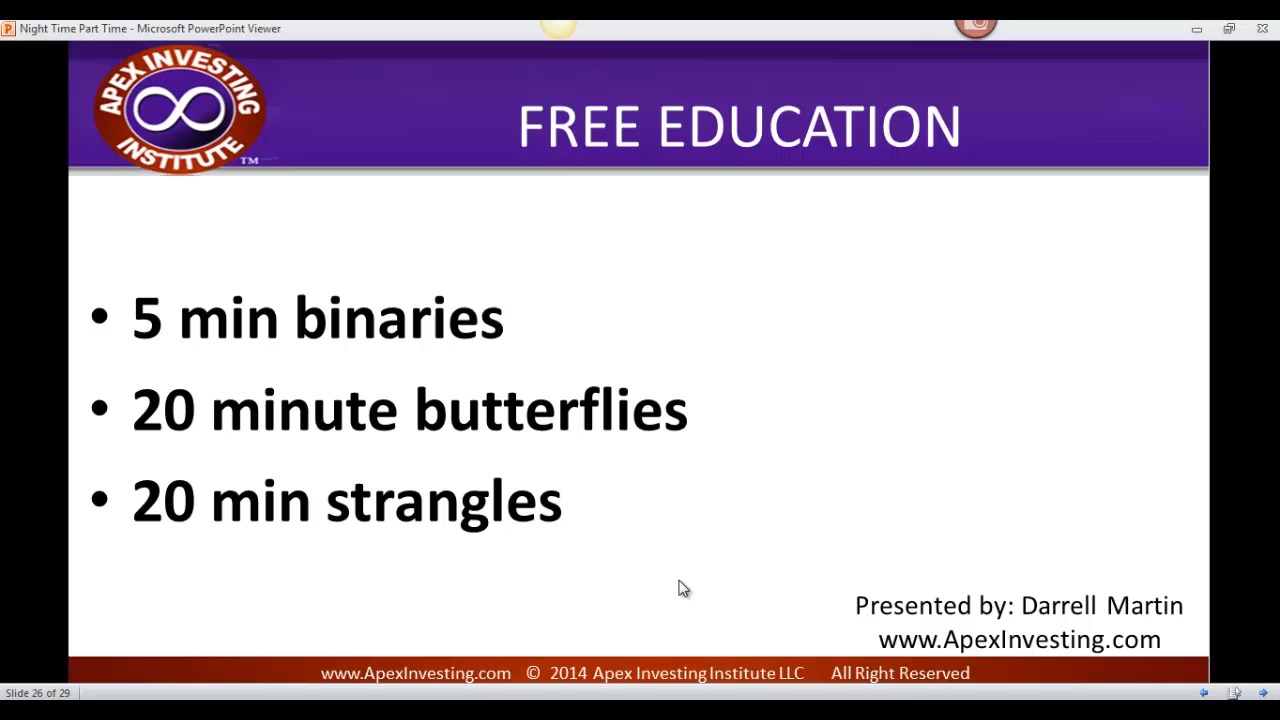 Night Time Part Time - Microsoft PowerPoint Viewer
APEX INVESTING
INSTITUTE ™
FREE EDUCATION
• 5 min binaries
• 20 minute butterflies
• 20 min strangles
Presented by: Darrell Martin
www.ApexInvesting.com
www.ApexInvesting.com © 2014 Apex Investing Institute LLC All Right Reserved
Slide 26 of 29